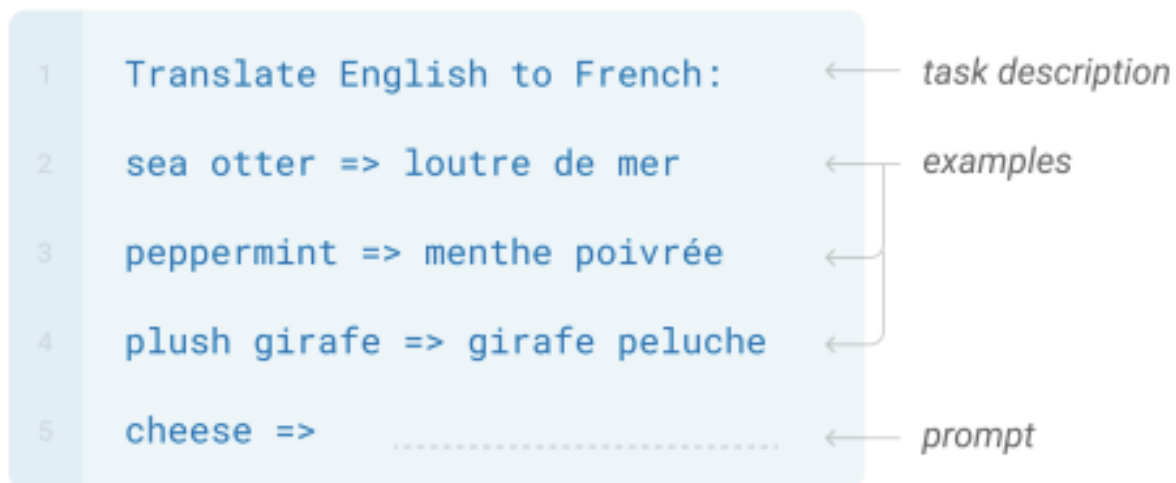 1 Translate English to French: task description
2 sea otter => loutre de mer examples
3 peppermint => menthe poivrée
4 plush girafe => girafe peluche
5 cheese => prompt